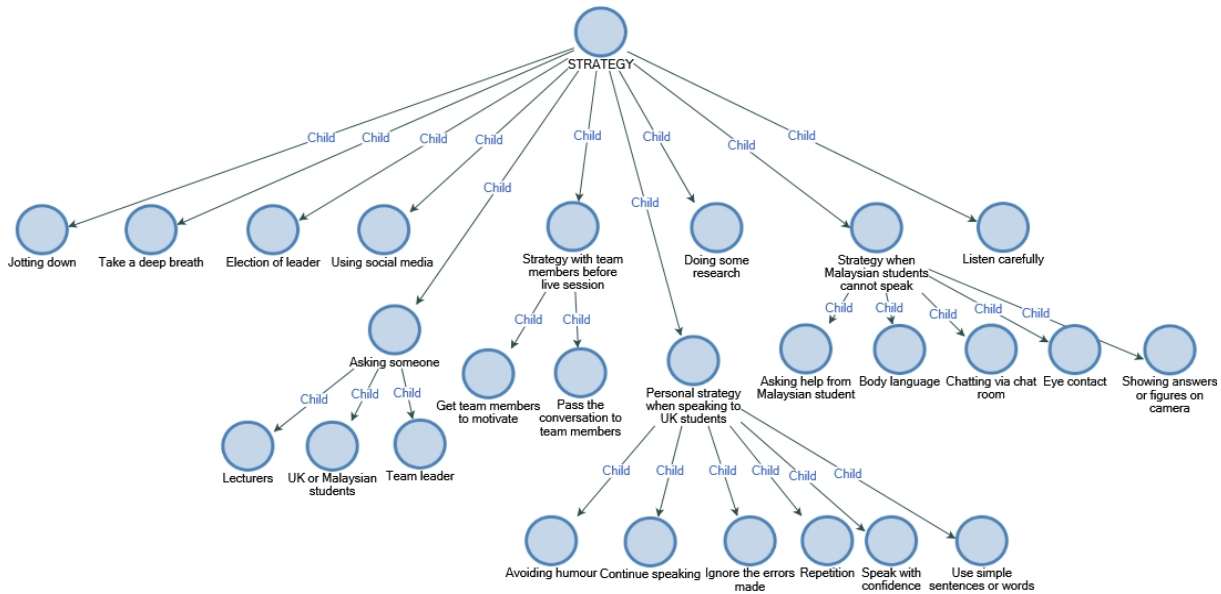 STRATEGY
Child
Child
Child
Child
Child
Child
Child
Child
Child
Child
Jotting down
Take a deep breath
Election of leader
Using social media
Asking someone
Child
Child
Child
Lecturers
UK or Malaysian
students
Team leader
Strategy with team
members before
live session
Child
Child
Get team members
to motivate
Pass the
conversation to
team members
Personal strategy
when speaking to
UK students
Child
Child
Child
Child
Child
Child
Avoiding humour
Continue speaking
Ignore the errors
made
Repetition
Speak with
confidence
Use simple
sentences or words
Doing some
research
Strategy when
Malaysian students
cannot speak
Child
Child
Child
Child
Child
Asking help from
Malaysian student
Body language
Chatting via chat
room
Eye contact
Showing answers
or figures on
camera
Listen carefully